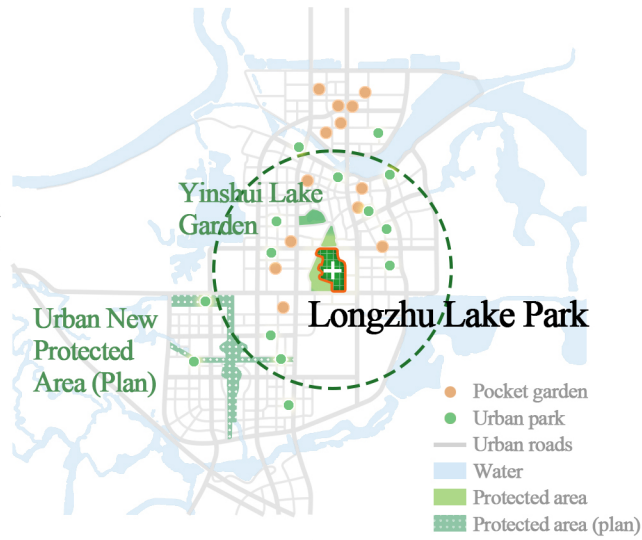 Yinshui Lake
Garden
Longzhu Lake Park
Urban New
Protected
Area (Plan)
Pocket garden
Urban park
Urban roads
Water
Protected area
Protected area (plan)